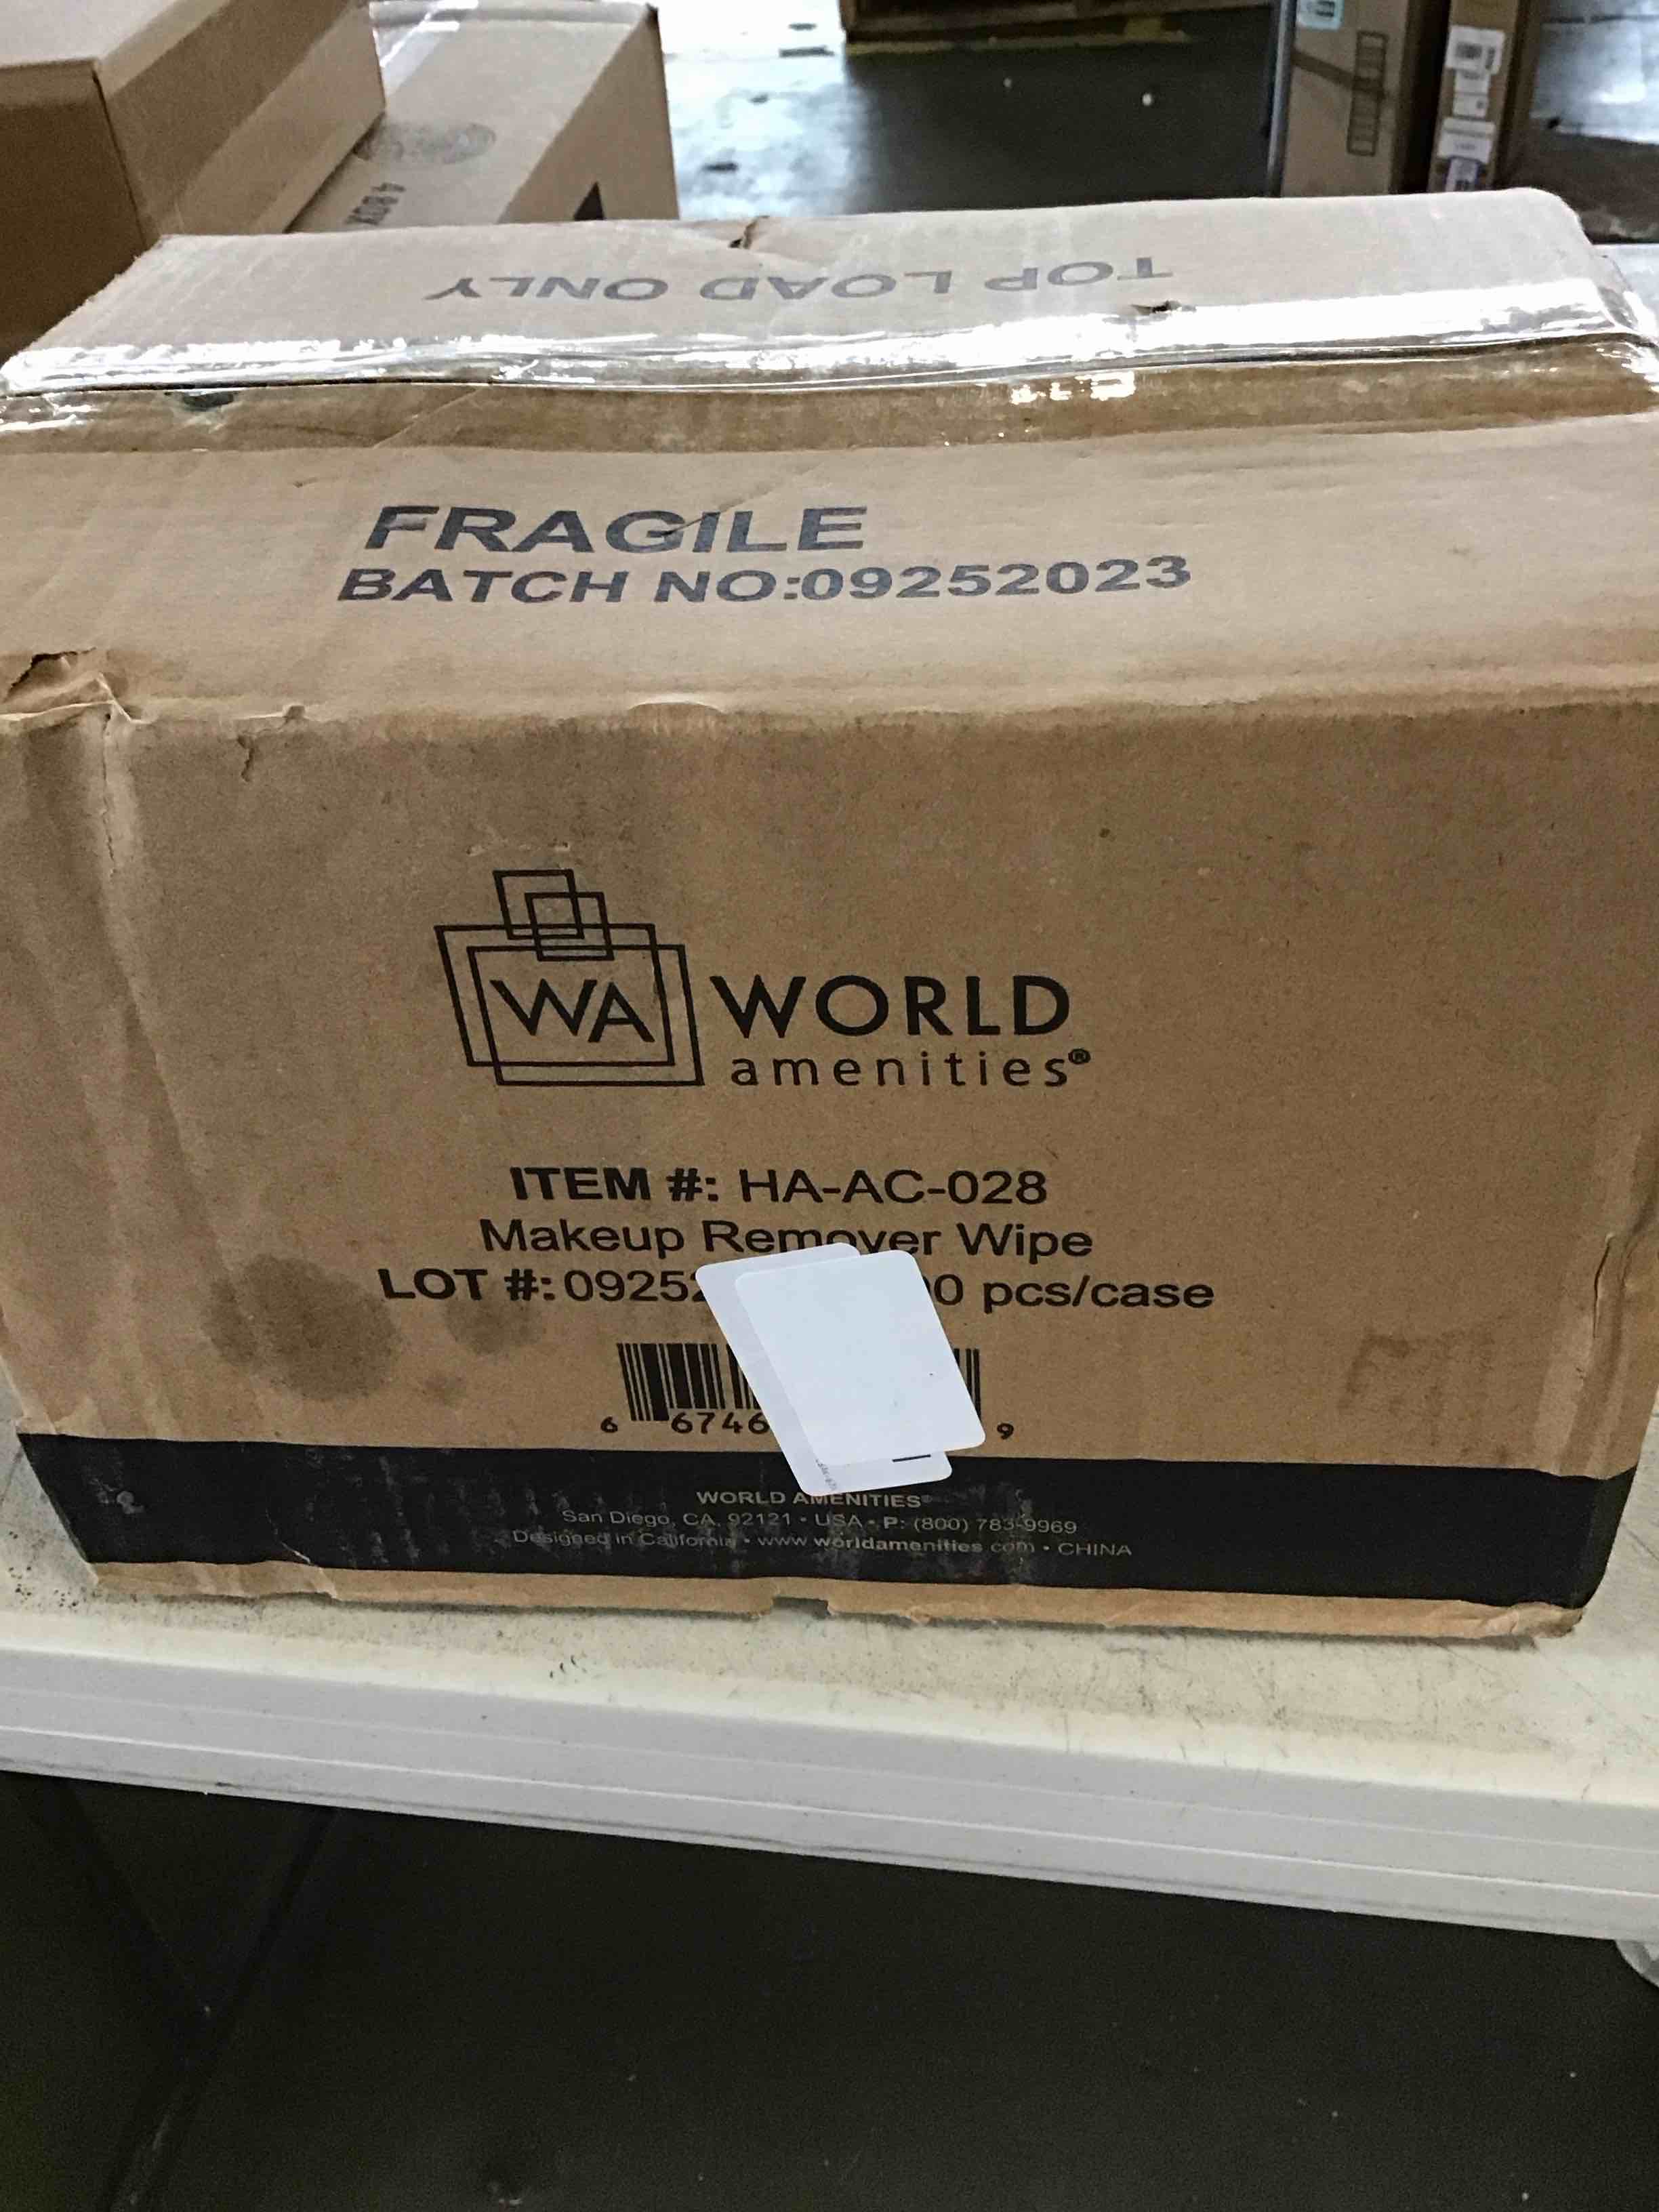 4 BOX
TOP LOAD ONLY
FRAGILE
BATCH NO:09252023
WA WORLD
amenities®
ITEM #: HA-AC-028
Makeup Remover Wipe
LOT #: pcs/case
6 9
WORLD AMENITIES®
San Diego, CA, 92121 • USA • P: (800) 783-9969
Designed in California • www.worldamenities.com • CHINA